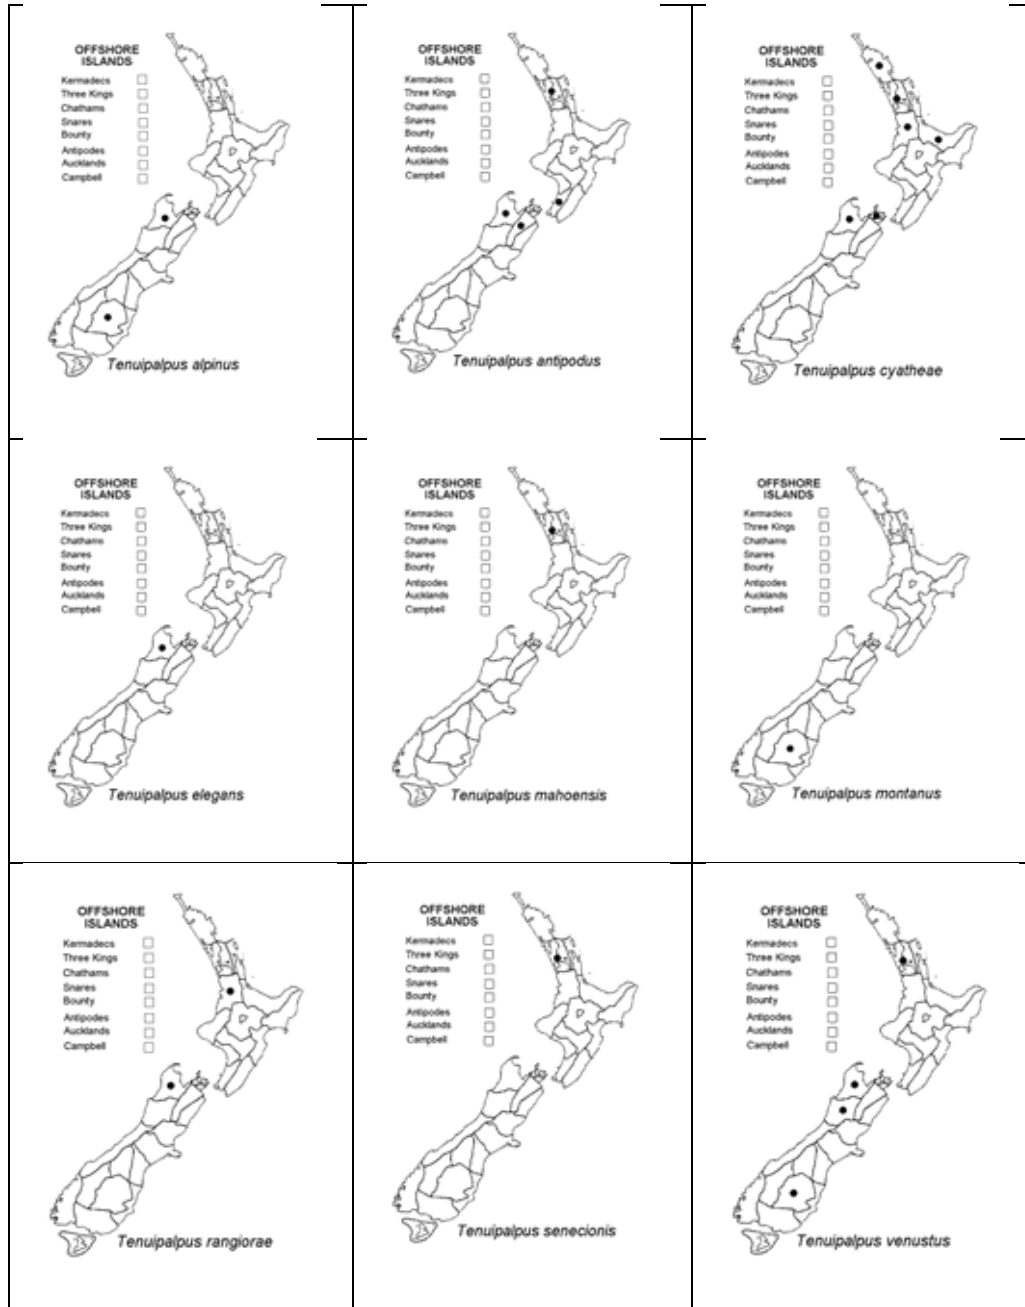 OFFSHORE
ISLANDS
Kermadecs
Three Kings
Chathams
Snares
Bounty
Antipodes
Aucklands
Campbell
Tenuipalpus alpinus
OFFSHORE
ISLANDS
Kermadecs
Three Kings
Chathams
Snares
Bounty
Antipodes
Aucklands
Campbell
Tenuipalpus antipodus
OFFSHORE
ISLANDS
Kermadecs
Three Kings
Chathams
Snares
Bounty
Antipodes
Aucklands
Campbell
Tenuipalpus cyatheae
OFFSHORE
ISLANDS
Kermadecs
Three Kings
Chathams
Snares
Bounty
Antipodes
Aucklands
Campbell
Tenuipalpus elegans
OFFSHORE
ISLANDS
Kermadecs
Three Kings
Chathams
Snares
Bounty
Antipodes
Aucklands
Campbell
Tenuipalpus mahoensis
OFFSHORE
ISLANDS
Kermadecs
Three Kings
Chathams
Snares
Bounty
Antipodes
Aucklands
Campbell
Tenuipalpus montanus
OFFSHORE
ISLANDS
Kermadecs
Three Kings
Chathams
Snares
Bounty
Antipodes
Aucklands
Campbell
Tenuipalpus rangiorae
OFFSHORE
ISLANDS
Kermadecs
Three Kings
Chathams
Snares
Bounty
Antipodes
Aucklands
Campbell
Tenuipalpus senecionis
OFFSHORE
ISLANDS
Kermadecs
Three Kings
Chathams
Snares
Bounty
Antipodes
Aucklands
Campbell
Tenuipalpus venustus